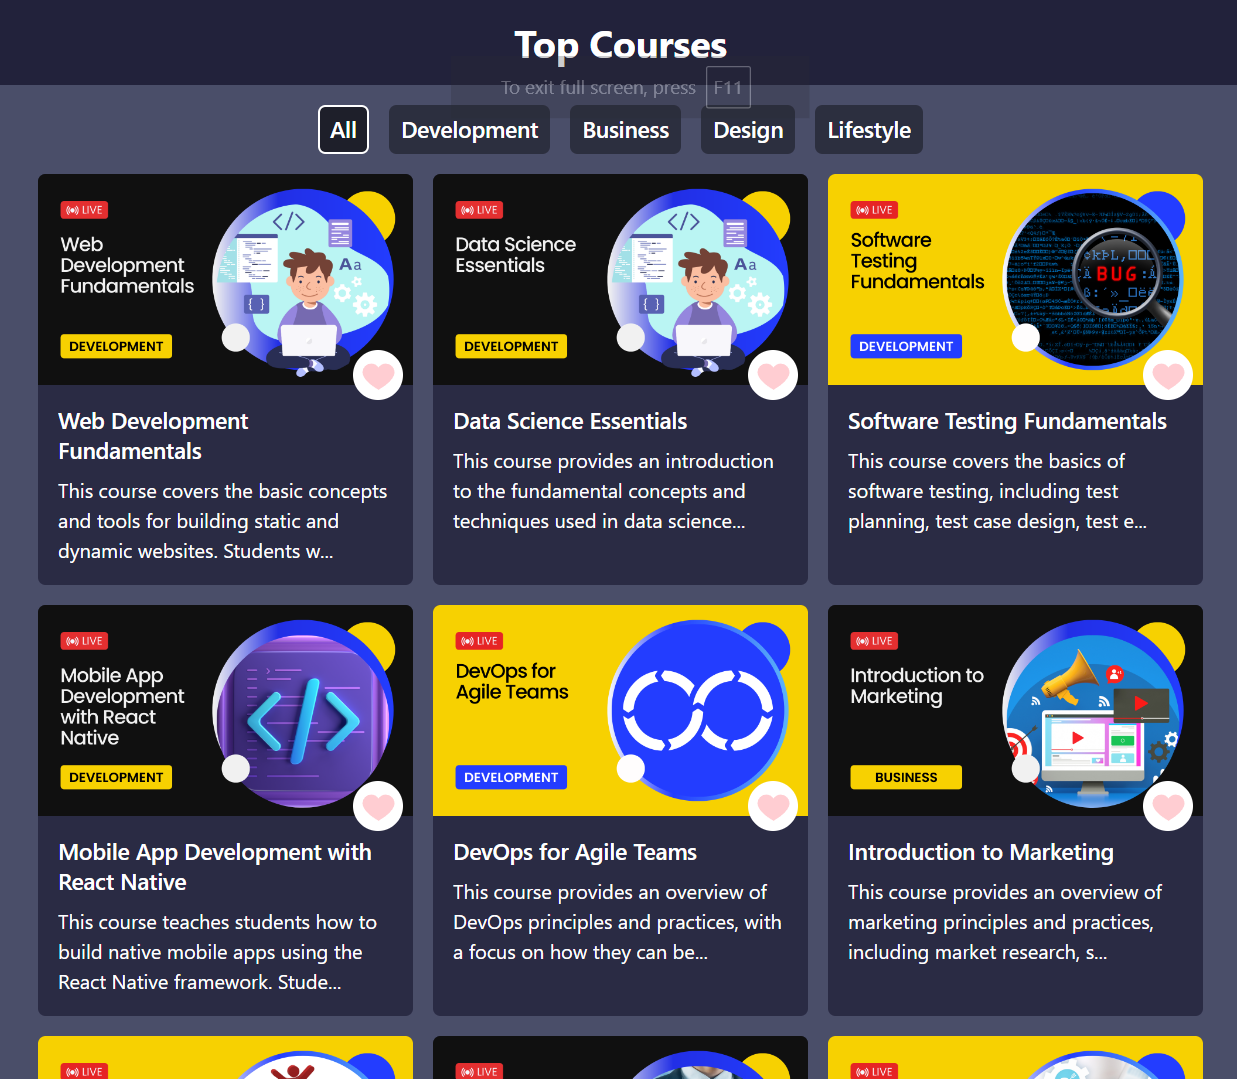 Top Courses
To exit full screen, press F11
All
Development
Business
Design
Lifestyle
LIVE
Web
Development
Fundamentals
Aa
DEVELOPMENT
Web Development
Fundamentals
This course covers the basic concepts
and tools for building static and
dynamic websites. Students w...
LIVE
Data Science
Essentials
Aa
DEVELOPMENT
Data Science Essentials
This course provides an introduction
to the fundamental concepts and
techniques used in data science...
LIVE
Software
Testing
Fundamentals
BUG
DEVELOPMENT
Software Testing Fundamentals
This course covers the basics of
software testing, including test
planning, test case design, test e...
LIVE
Mobile App
Development
with React
Native
DEVELOPMENT
Mobile App Development with
React Native
This course teaches students how to
build native mobile apps using the
React Native framework. Stude...
LIVE
DevOps for
Agile Teams
DEVELOPMENT
DevOps for Agile Teams
This course provides an overview of
DevOps principles and practices, with
a focus on how they can be...
LIVE
Introduction to
Marketing
BUSINESS
Introduction to Marketing
This course provides an overview of
marketing principles and practices,
including market research, s...
LIVE
LIVE
LIVE